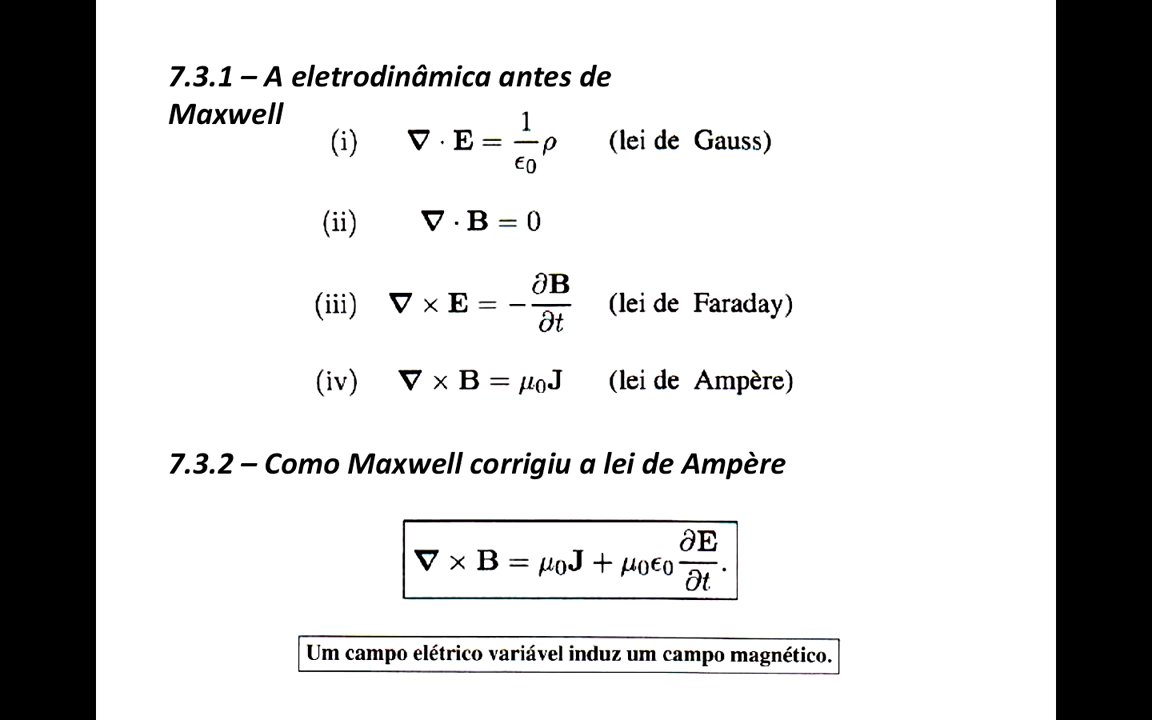 7.3.1 – A eletrodinâmica antes de
Maxwell
(i) ∇ · E = 1/ϵ₀ ρ (lei de Gauss)
(ii) ∇ · B = 0
(iii) ∇ × E = −∂B/∂t (lei de Faraday)
(iv) ∇ × B = μ₀J (lei de Ampère)
7.3.2 – Como Maxwell corrigiu a lei de Ampère
∇ × B = μ₀J + μ₀ϵ₀ ∂E/∂t.
Um campo elétrico variável induz um campo magnético.